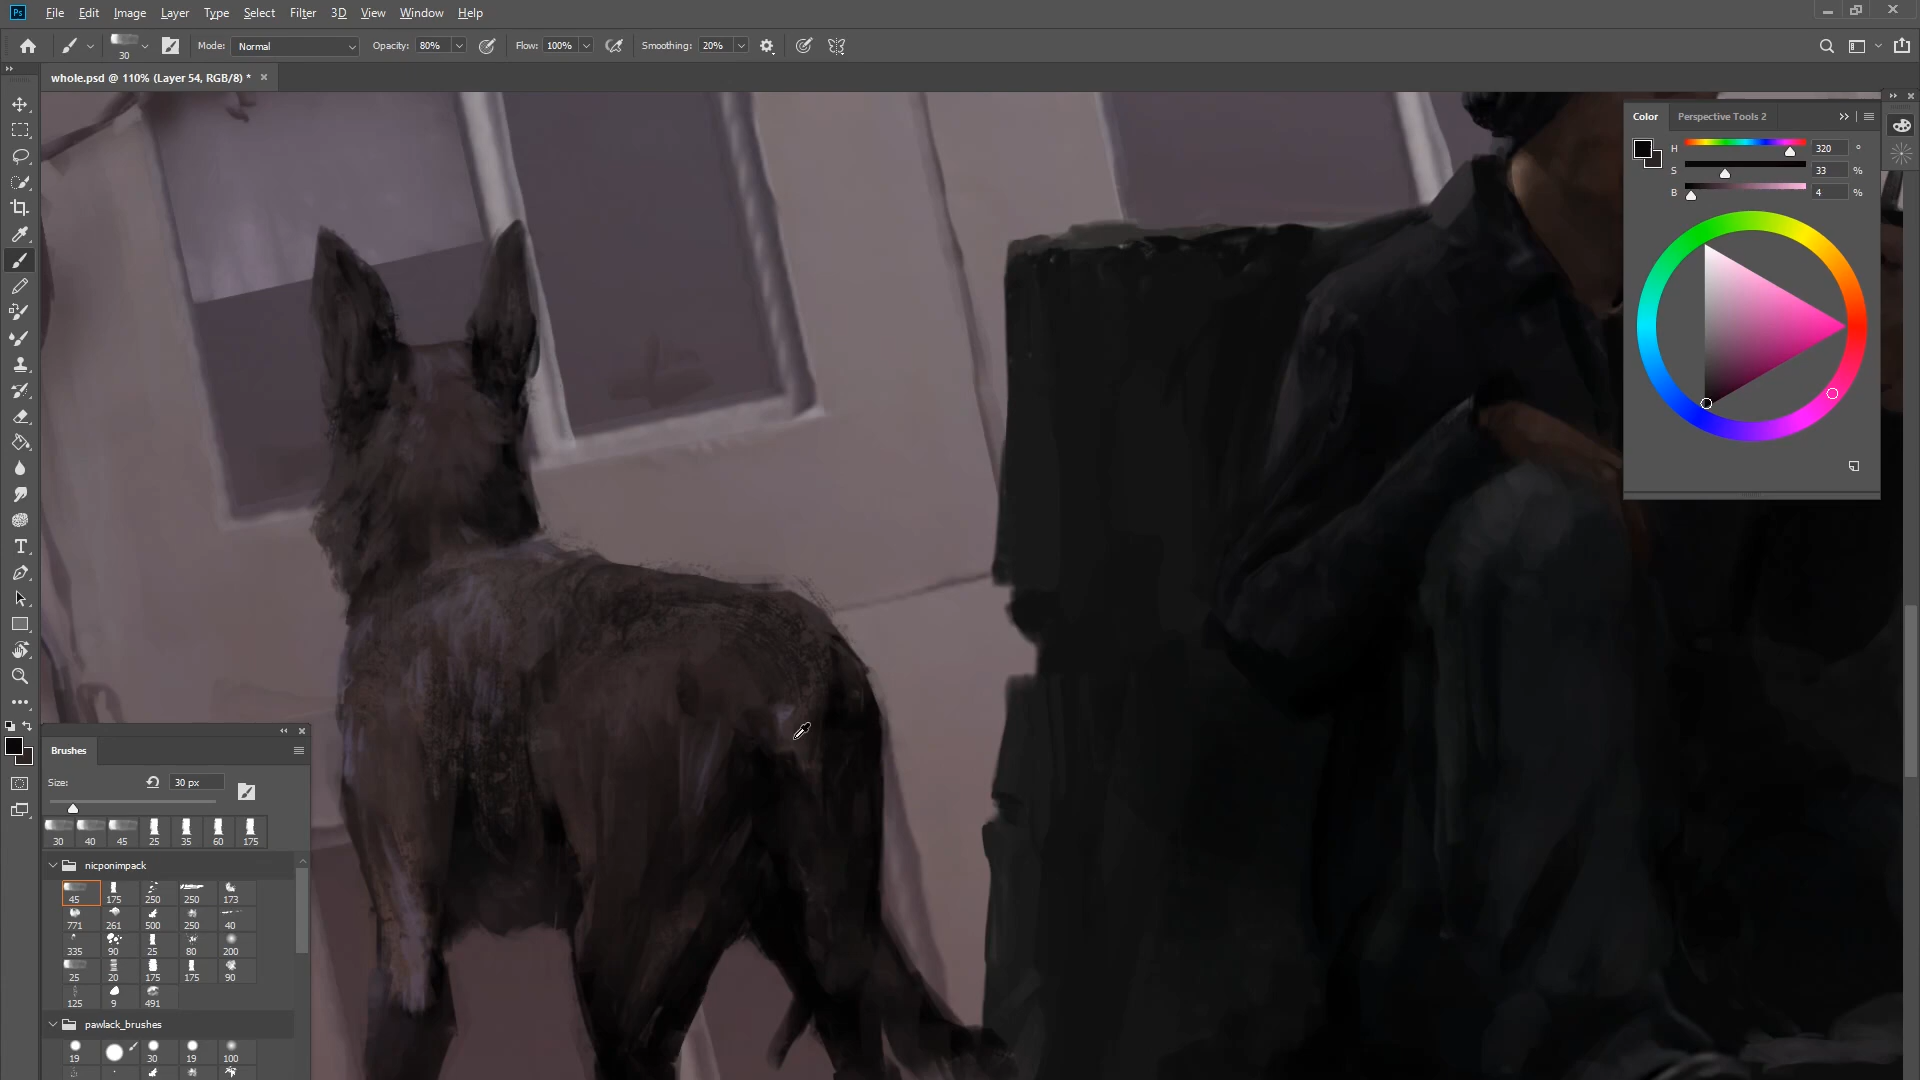 Ps File Edit Image Layer Type Select Filter 3D View Window Help
30 Mode: Normal Opacity: 80% Flow: 100% Smoothing: 20%
whole.psd @ 110% (Layer 54, RGB/8) *
Color Perspective Tools 2
H 320 °
S 33 %
B 4 %
Brushes
Size: 30 px
30 40 45 25 35 60 175
nicponimpack
45 175 250 250 173
771 261 500 250 40
335 90 25 80 200
25 20 175 175 90
125 9 491
pawlack_brushes
19 30 19 100